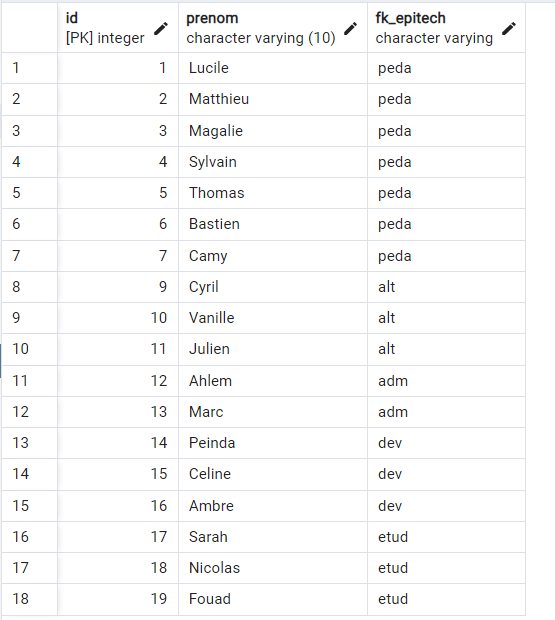 id prenom fk_epitech
[PK] integer character varying (10) character varying
1 1 Lucile peda
2 2 Matthieu peda
3 3 Magalie peda
4 4 Sylvain peda
5 5 Thomas peda
6 6 Bastien peda
7 7 Camy peda
8 9 Cyril alt
9 10 Vanille alt
10 11 Julien alt
11 12 Ahlem adm
12 13 Marc adm
13 14 Peinda dev
14 15 Celine dev
15 16 Ambre dev
16 17 Sarah etud
17 18 Nicolas etud
18 19 Fouad etud